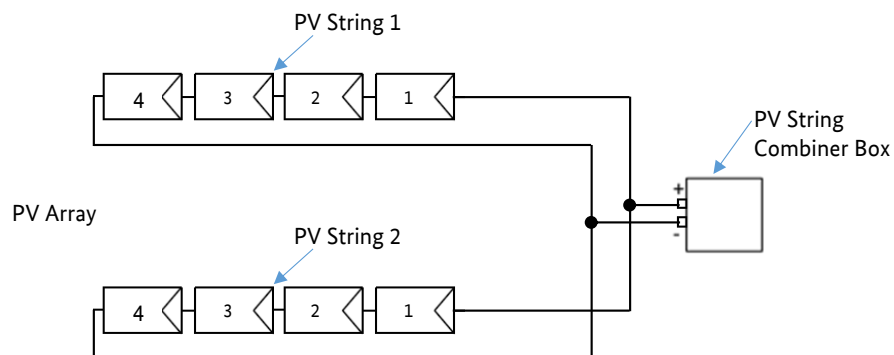 PV String 1
4 3 2 1
PV String
Combiner Box
+
-
PV Array
PV String 2
4 3 2 1